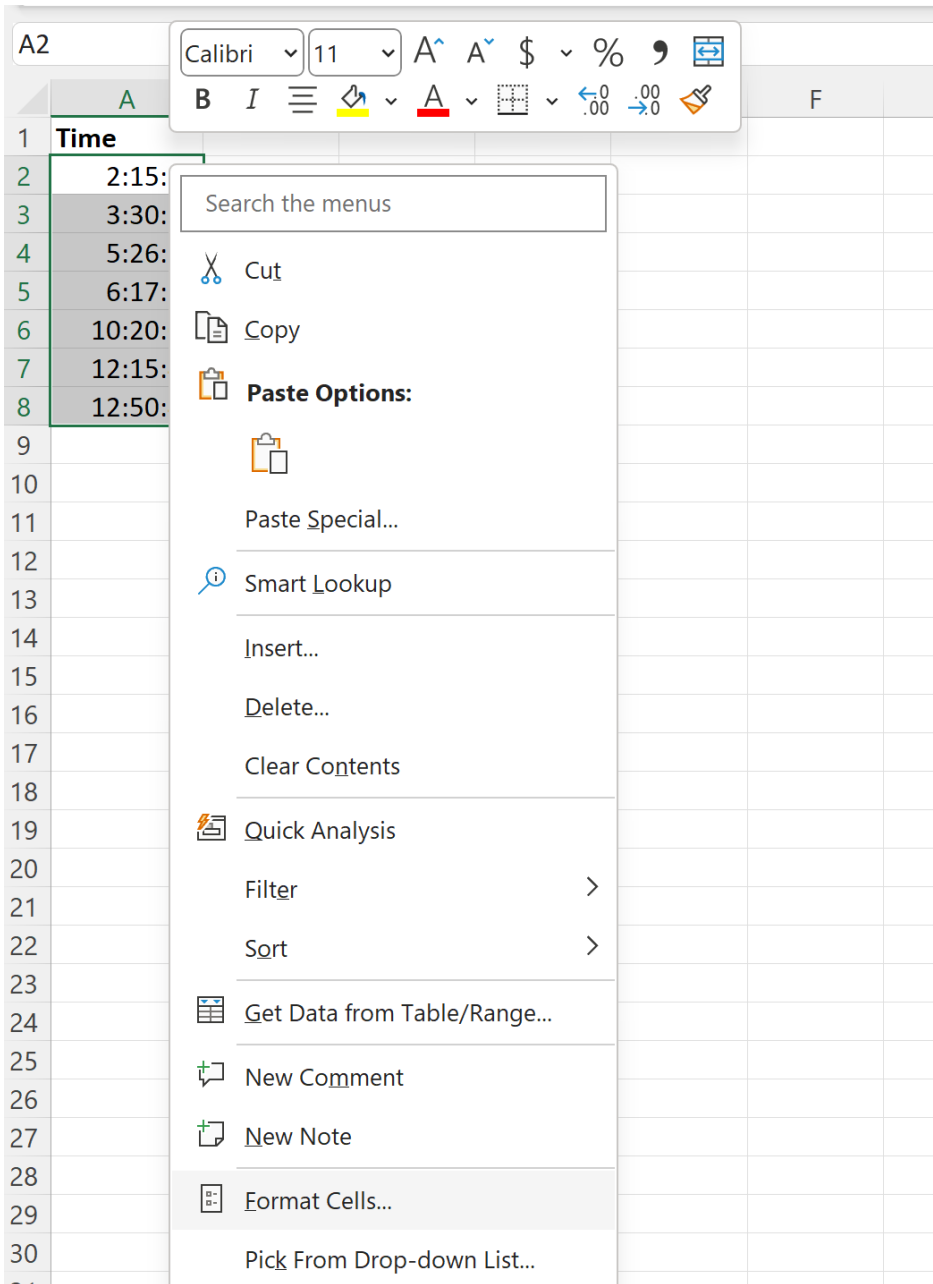 A2
Calibri 11 A^ A˅ $ % ,
B I A .00 .00
A F
1 Time
2 2:15:
3 3:30:
4 5:26:
5 6:17:
6 10:20:
7 12:15:
8 12:50:
9
10
11
12
13
14
15
16
17
18
19
20
21
22
23
24
25
26
27
28
29
30
Search the menus
Cut
Copy
Paste Options:
Paste Special...
Smart Lookup
Insert...
Delete...
Clear Contents
Quick Analysis
Filter
Sort
Get Data from Table/Range...
New Comment
New Note
Format Cells...
Pick From Drop-down List...